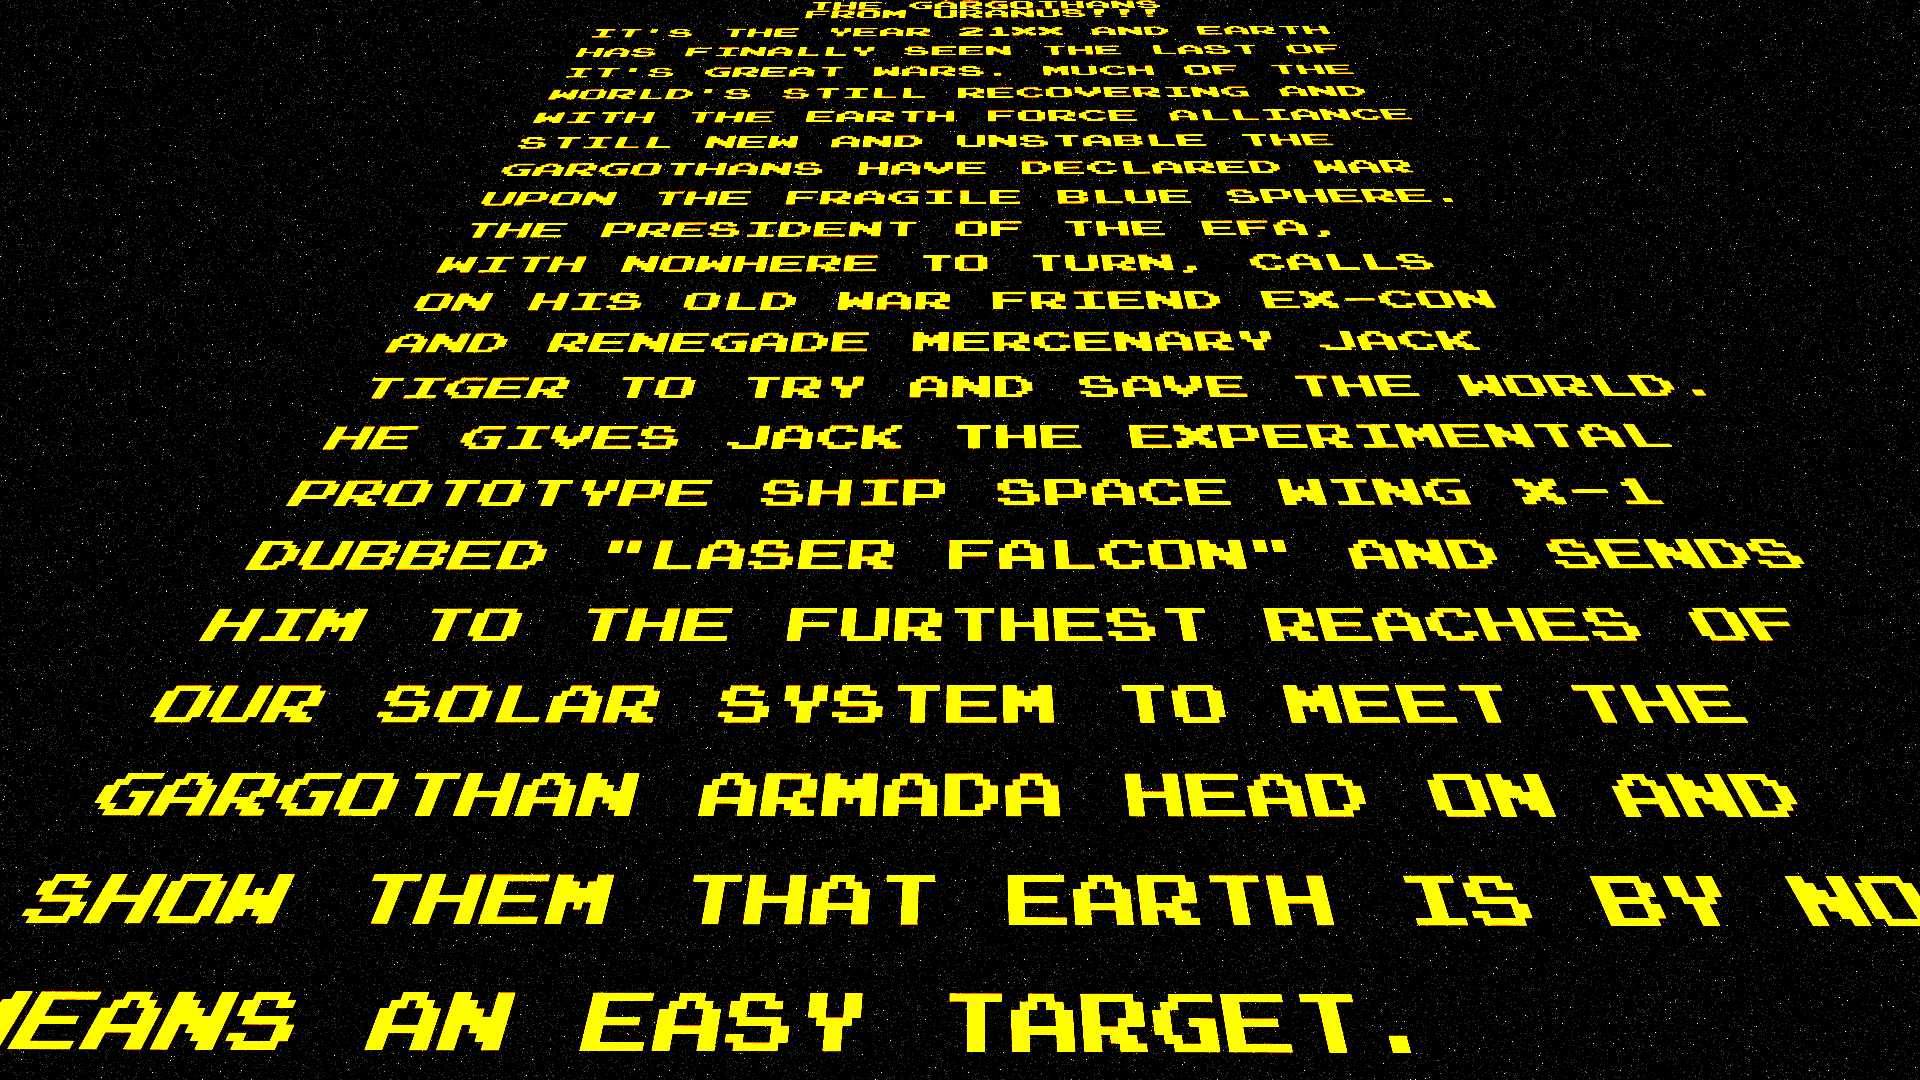 THE GARGOTHANS
FROM URANUS!!!
IT'S THE YEAR 21XX AND EARTH
HAS FINALLY SEEN THE LAST OF
IT'S GREAT WARS. MUCH OF THE
WORLD'S STILL RECOVERING AND
WITH THE EARTH FORCE ALLIANCE
STILL NEW AND UNSTABLE THE
GARGOTHANS HAVE DECLARED WAR
UPON THE FRAGILE BLUE SPHERE.
THE PRESIDENT OF THE EFA,
WITH NOWHERE TO TURN, CALLS
ON HIS OLD WAR FRIEND EX-CON
AND RENEGADE MERCENARY JACK
TIGER TO TRY AND SAVE THE WORLD.
HE GIVES JACK THE EXPERIMENTAL
PROTOTYPE SHIP SPACE WING X-1
DUBBED "LASER FALCON" AND SENDS
HIM TO THE FURTHEST REACHES OF
OUR SOLAR SYSTEM TO MEET THE
GARGOTHAN ARMADA HEAD ON AND
SHOW THEM THAT EARTH IS BY NO
MEANS AN EASY TARGET.